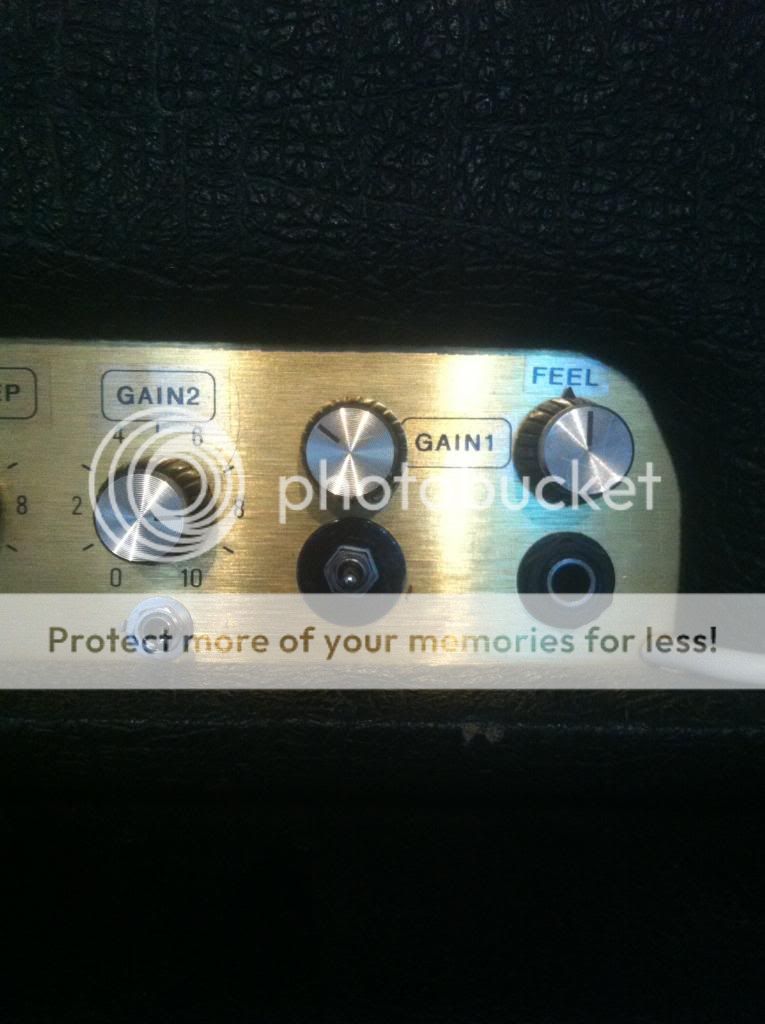 FEEL
EP
GAIN2
GAIN1
4 6
2 8
8
0 10
photobucket
Protect more of your memories for less!